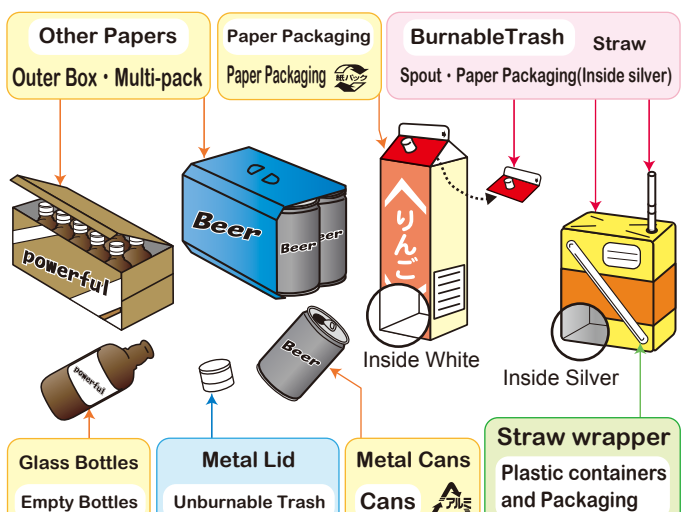 Other Papers
Outer Box・Multi-pack
Paper Packaging
Paper Packaging 紙パック
BurnableTrash
Straw
Spout・Paper Packaging(Inside silver)
powerful
Beer
Beer
eer
りんご
Inside White
Inside Silver
powerful
Beer
Glass Bottles
Empty Bottles
Metal Lid
Unburnable Trash
Metal Cans
Cans アルミ
Straw wrapper
Plastic containers
and Packaging